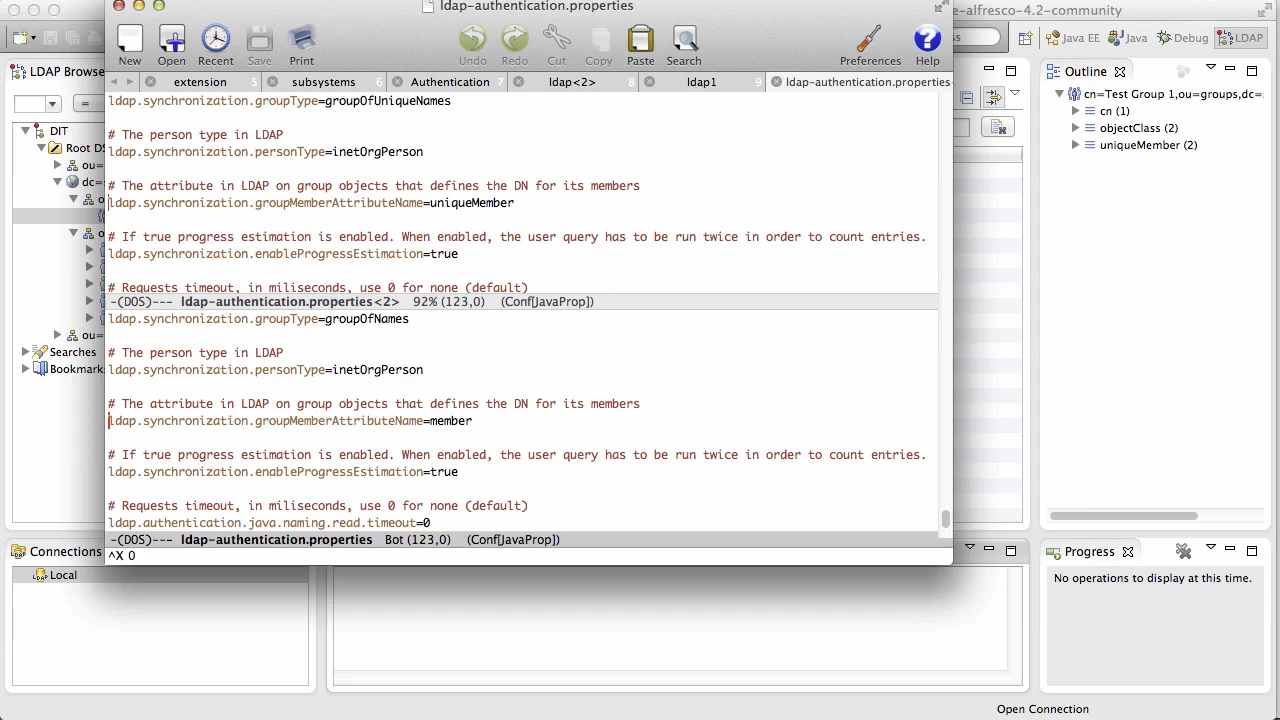 ldap-authentication.properties
e-alfresco-4.2-community
New
Open
Recent
Save
Print
Undo
Redo
Cut
Copy
Paste
Search
Preferences
Help
Java EE
Java
Debug
LDAP
extension 5
subsystems 6
Authentication 7
ldap<2> 8
ldap1 9
ldap-authentication.properties
ldap.synchronization.groupType=groupOfUniqueNames
# The person type in LDAP
ldap.synchronization.personType=inetOrgPerson
# The attribute in LDAP on group objects that defines the DN for its members
ldap.synchronization.groupMemberAttributeName=uniqueMember
# If true progress estimation is enabled. When enabled, the user query has to be run twice in order to count entries.
ldap.synchronization.enableProgressEstimation=true
# Requests timeout, in miliseconds, use 0 for none (default)
-(DOS)--- ldap-authentication.properties<2> 92% (123,0) (Conf[JavaProp])
ldap.synchronization.groupType=groupOfNames
# The person type in LDAP
ldap.synchronization.personType=inetOrgPerson
# The attribute in LDAP on group objects that defines the DN for its members
ldap.synchronization.groupMemberAttributeName=member
# If true progress estimation is enabled. When enabled, the user query has to be run twice in order to count entries.
ldap.synchronization.enableProgressEstimation=true
# Requests timeout, in miliseconds, use 0 for none (default)
ldap.authentication.java.naming.read.timeout=0
-(DOS)--- ldap-authentication.properties Bot (123,0) (Conf[JavaProp])
^X 0
LDAP Browse
=
DIT
Root DS
ou=
dc=
o
o
ou=
Searches
Bookmark
Connections
Local
Outline
cn=Test Group 1,ou=groups,dc=
cn (1)
objectClass (2)
uniqueMember (2)
Progress
No operations to display at this time.
Open Connection